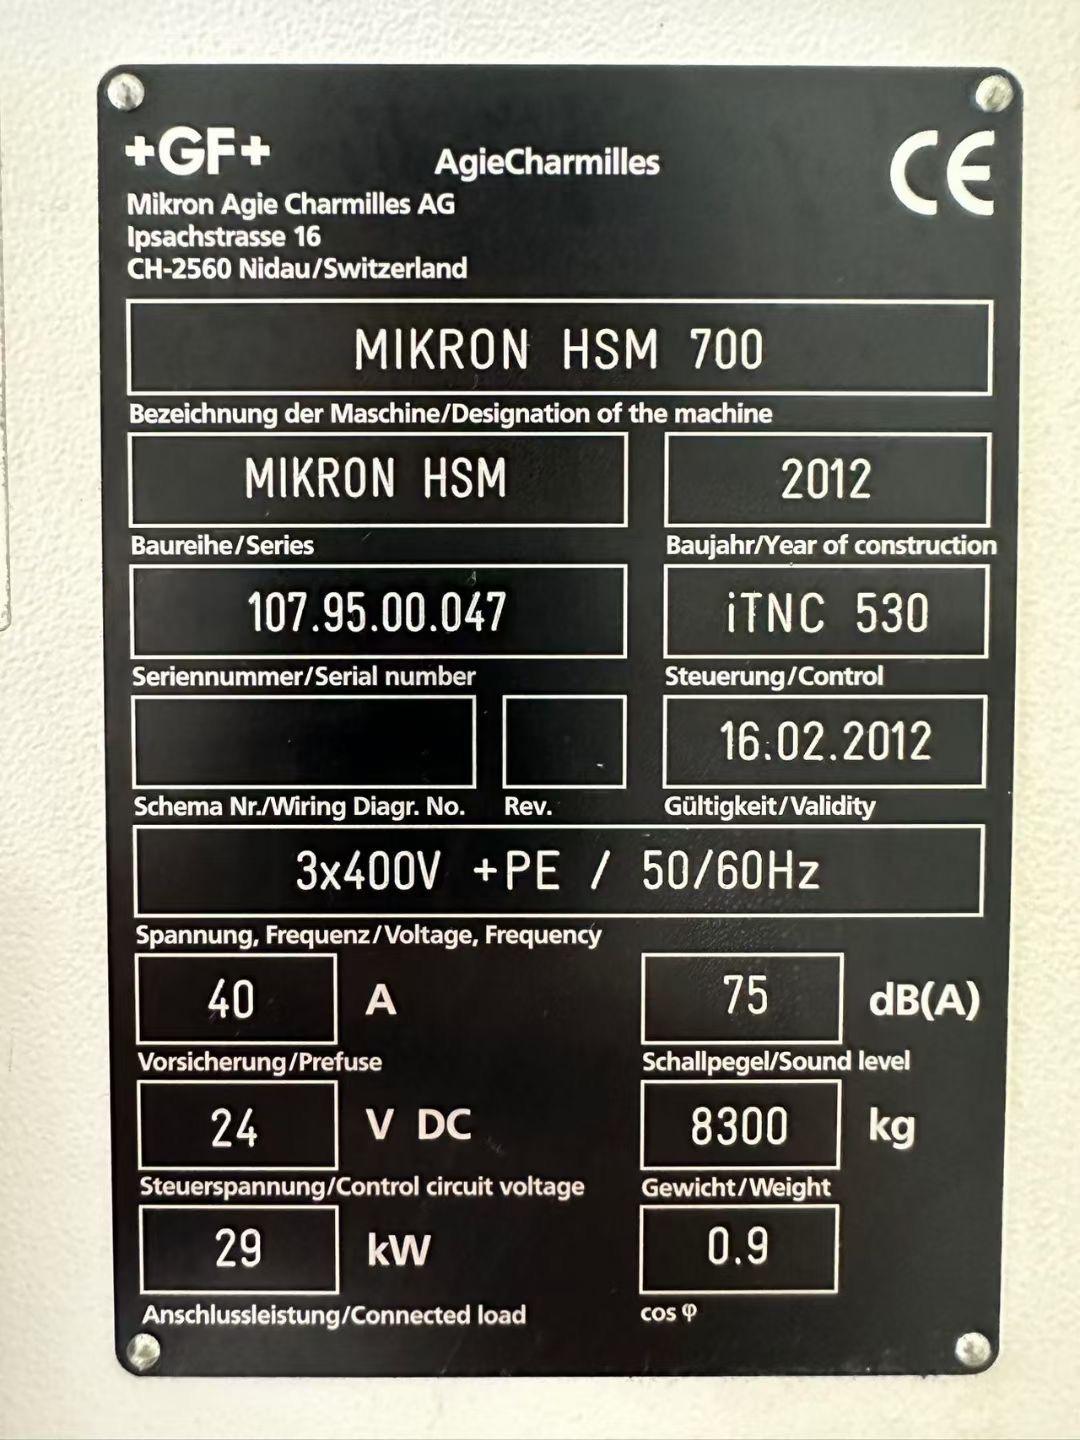 +GF+
AgieCharmilles
CE
Mikron Agie Charmilles AG
Ipsachstrasse 16
CH-2560 Nidau/Switzerland
MIKRON HSM 700
Bezeichnung der Maschine/Designation of the machine
MIKRON HSM
2012
Baureihe/Series
Baujahr/Year of construction
107.95.00.047
iTNC 530
Seriennummer/Serial number
Steuerung/Control
16.02.2012
Schema Nr./Wiring Diagr. No.
Rev.
Gültigkeit/Validity
3x400V +PE / 50/60Hz
Spannung, Frequenz/Voltage, Frequency
40 A
75 dB(A)
Vorsicherung/Prefuse
Schallpegel/Sound level
24 V DC
8300 kg
Steuerspannung/Control circuit voltage
Gewicht/Weight
29 kW
0.9
Anschlussleistung/Connected load
cos φ